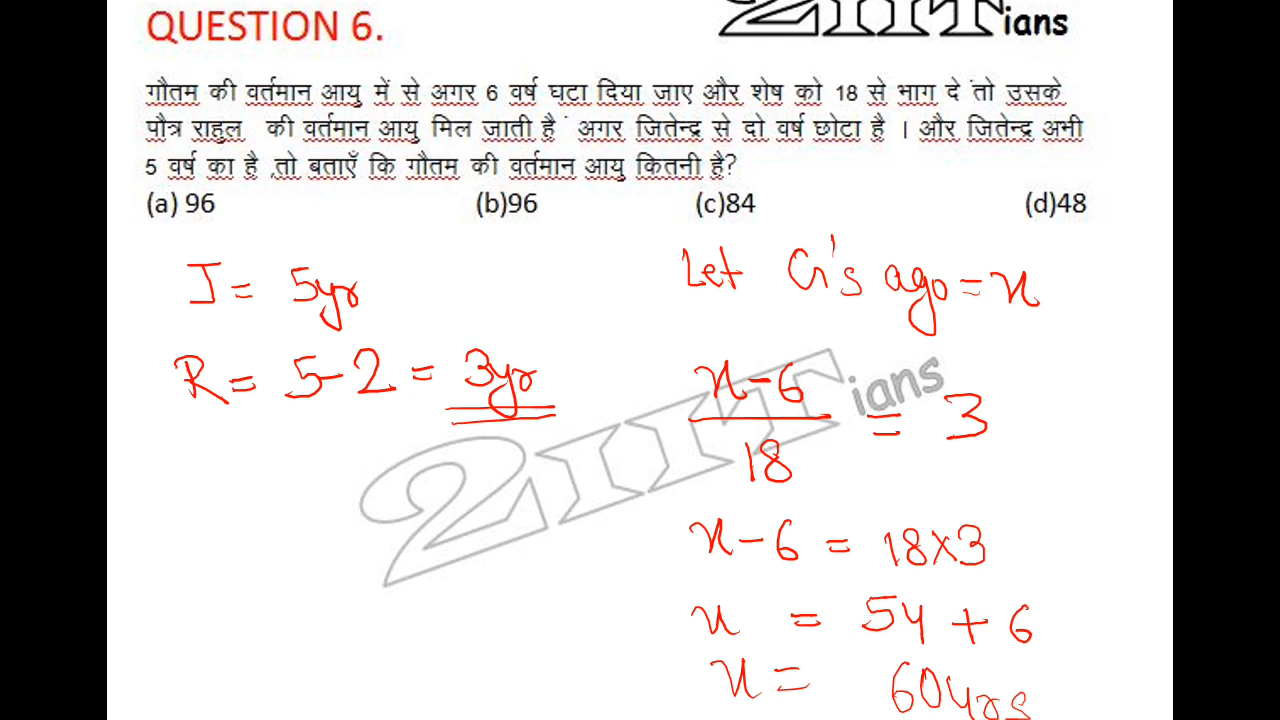 2IITians
QUESTION 6.
गौतम की वर्तमान आयु में से अगर 6 वर्ष घटा दिया जाए और शेष को 18 से भाग दे तो उसके
पौत्र राहुल की वर्तमान आयु मिल जाती है अगर जितेन्द्र से दो वर्ष छोटा है । और जितेन्द्र अभी
5 वर्ष का है ,तो बताएँ कि गौतम की वर्तमान आयु कितनी है?
(a) 96 (b)96 (c)84 (d)48
J = 5yr
Let G's age = x
R = 5-2 = 3yr
x-6
/18 = 3
2IITians
x-6 = 18x3
x = 54 + 6
x = 60yrs